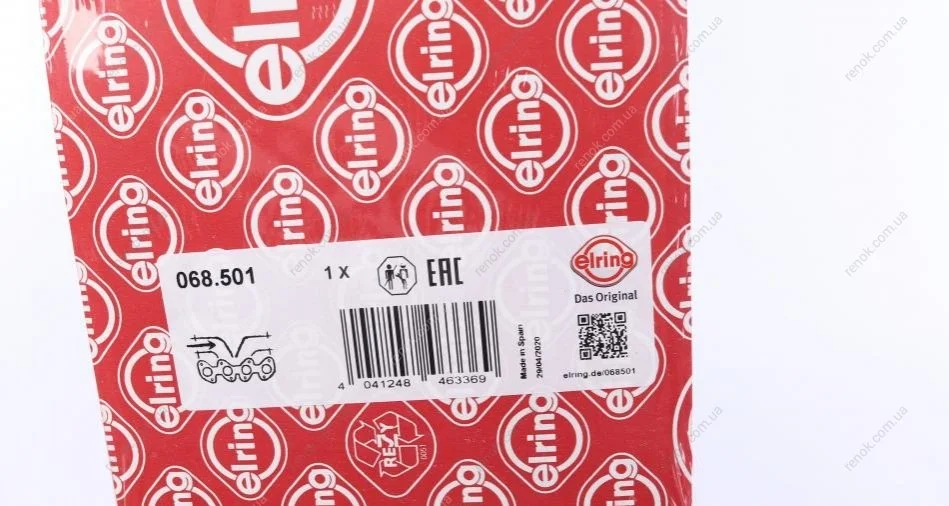 068.501
1 X
EAC
elring
Das Original
4 041248 463369
Made in Spain
29/04/2020
elring.de/068501
REZY
elring
renok.com.ua